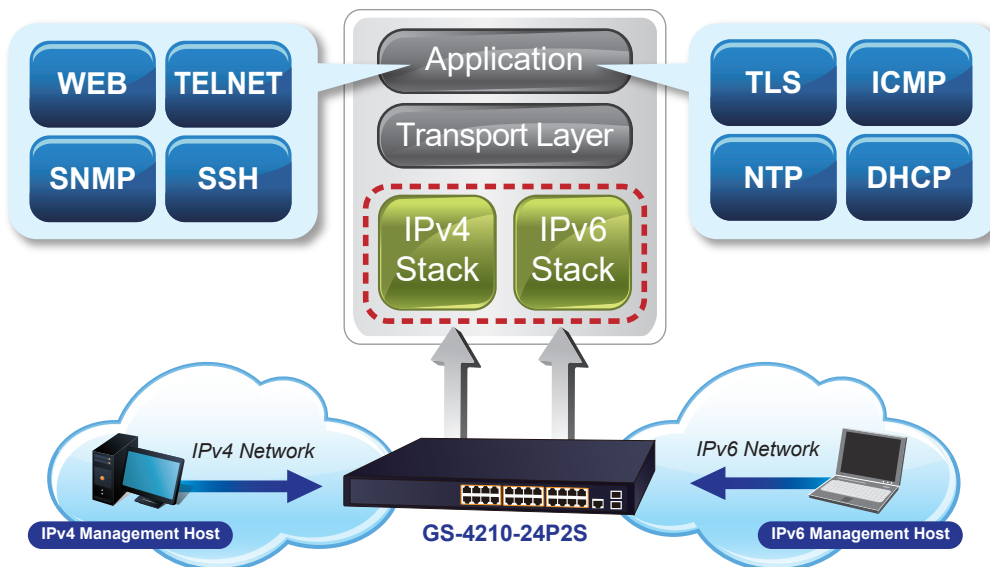 Application
WEB
TELNET
SNMP
SSH
TLS
ICMP
NTP
DHCP
Transport Layer
IPv4
Stack
IPv6
Stack
IPv4 Network
IPv6 Network
IPv4 Management Host
GS-4210-24P2S
IPv6 Management Host